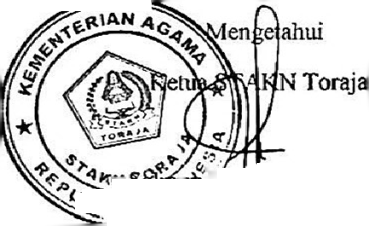 Mengetahui
Ketua STAKN Toraja
KEMENTERIAN AGAMA
TORAJA